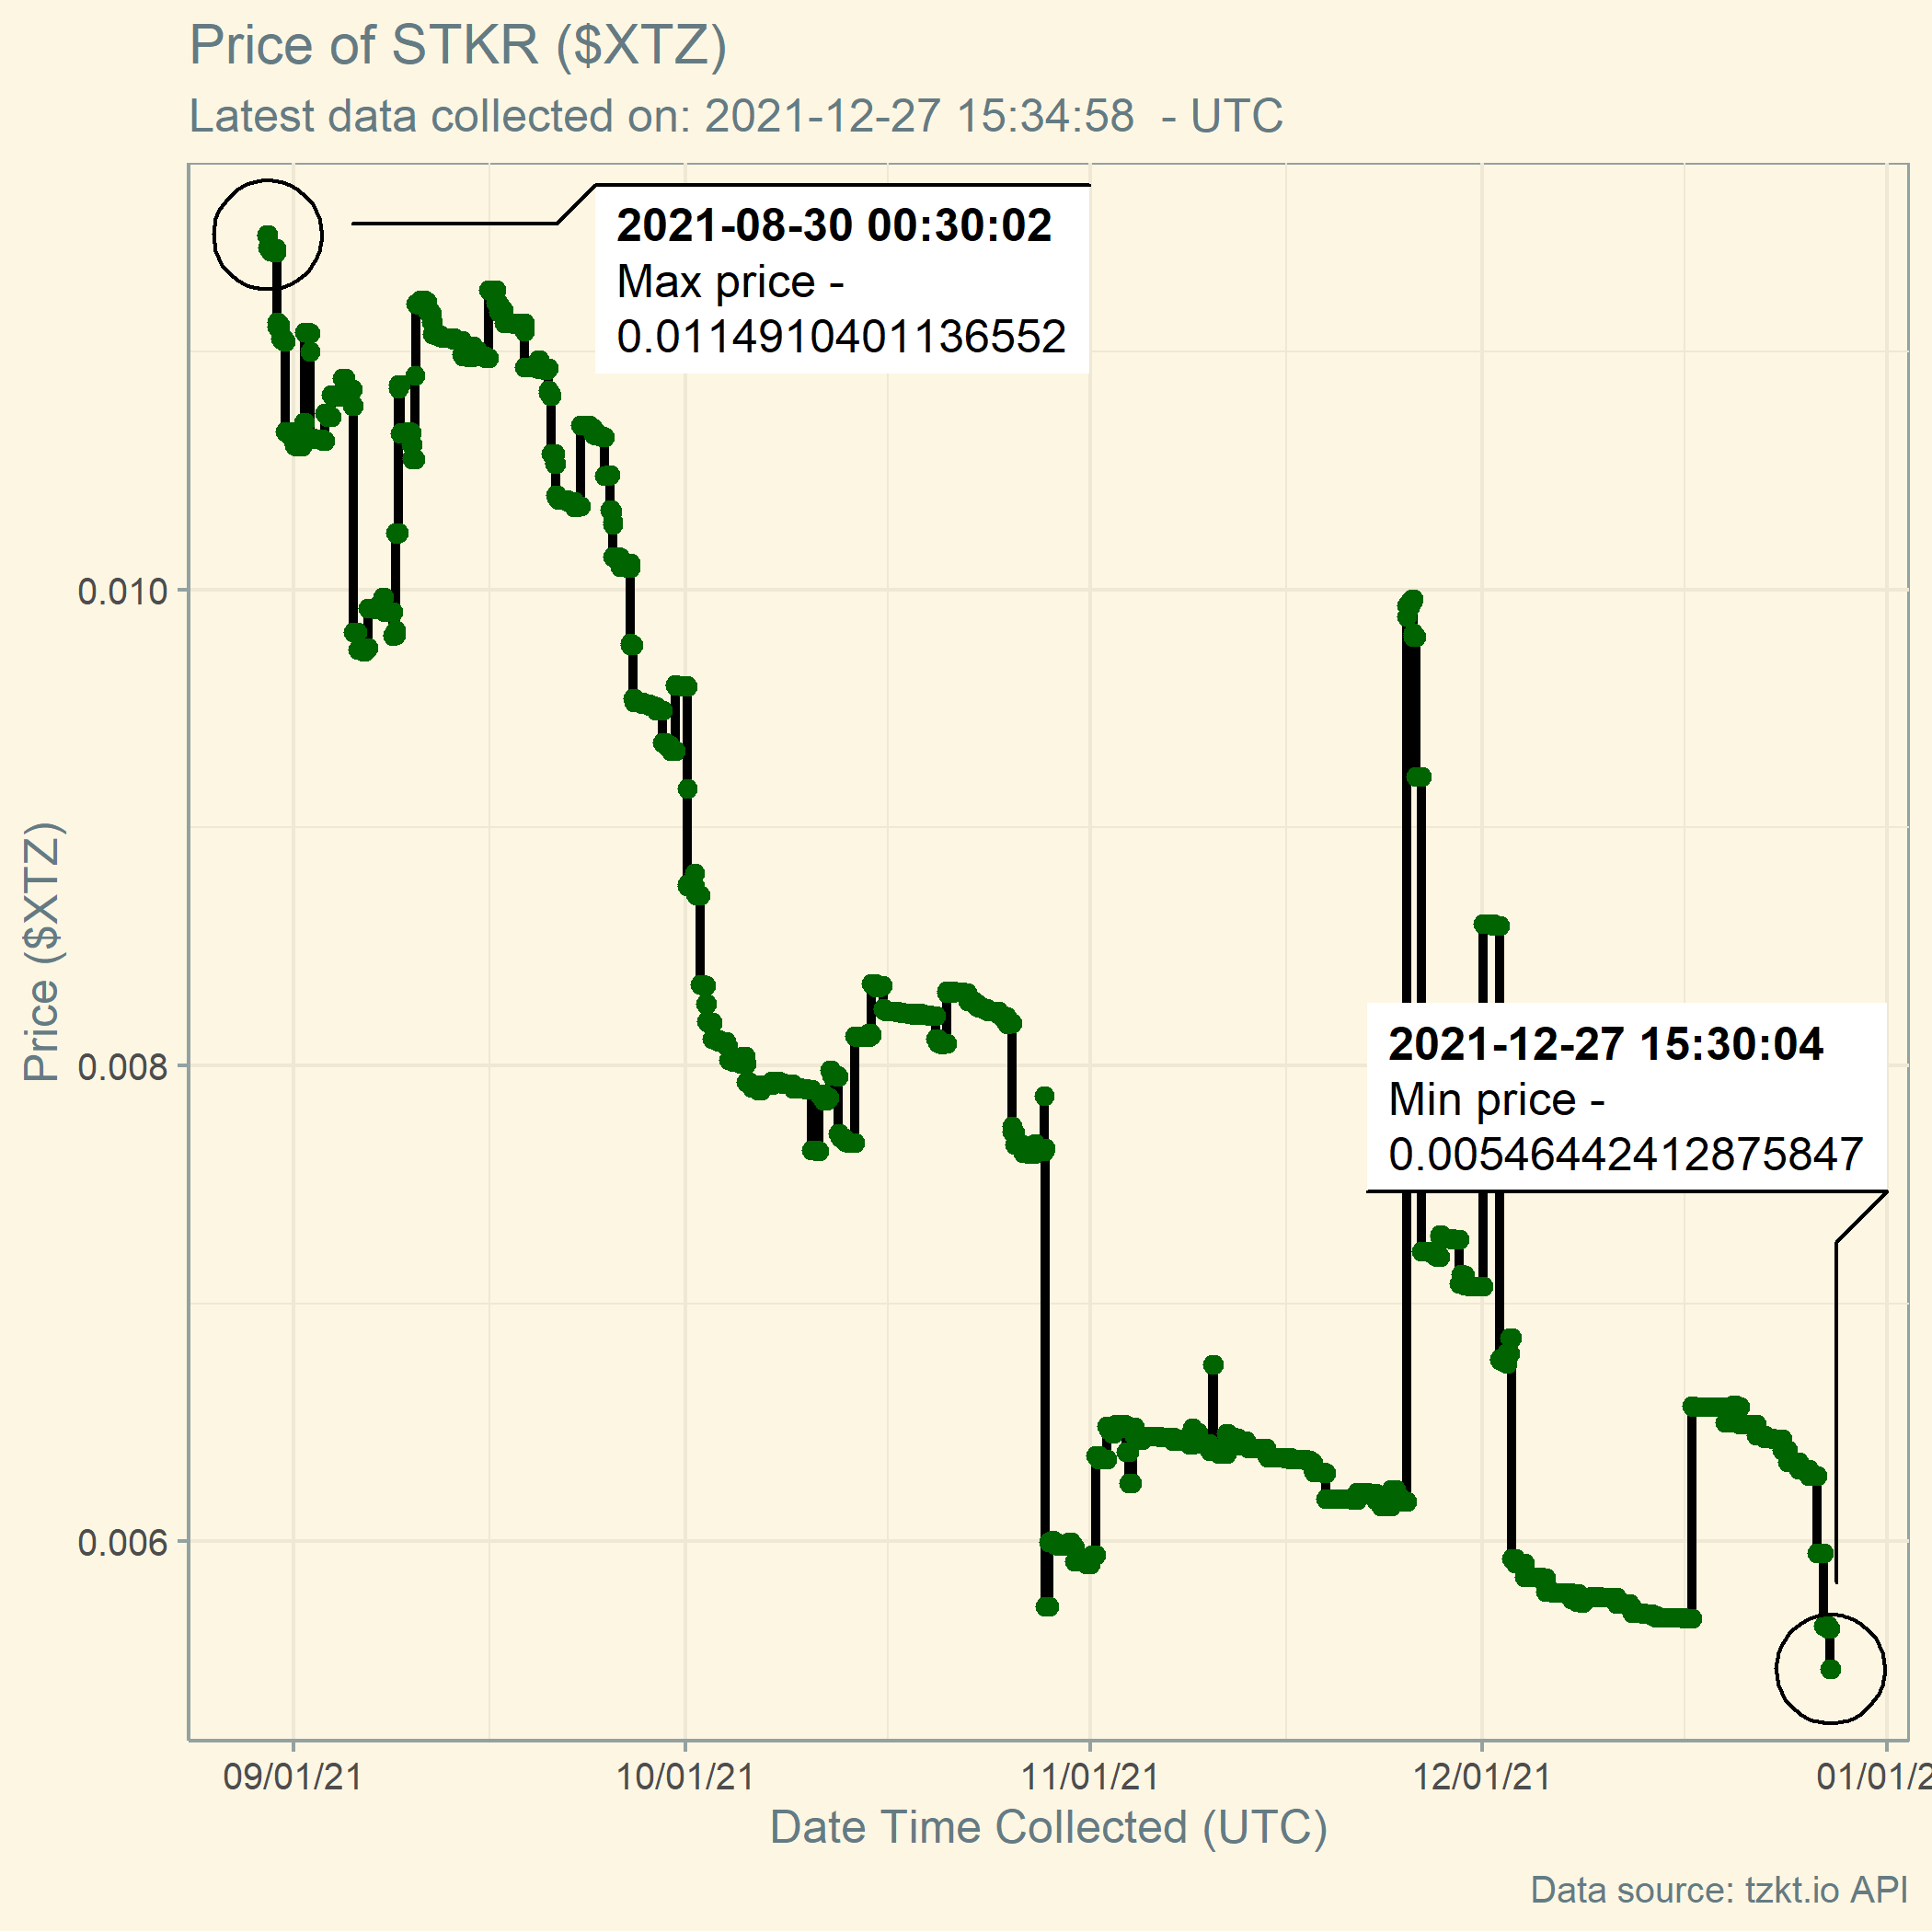 Price of STKR ($XTZ)
Latest data collected on: 2021-12-27 15:34:58 - UTC
2021-08-30 00:30:02
Max price -
0.0114910401136552
0.010
0.008
0.006
Price ($XTZ)
2021-12-27 15:30:04
Min price -
0.00546442412875847
09/01/21 10/01/21 11/01/21 12/01/21 01/01/2
Date Time Collected (UTC)
Data source: tzkt.io API